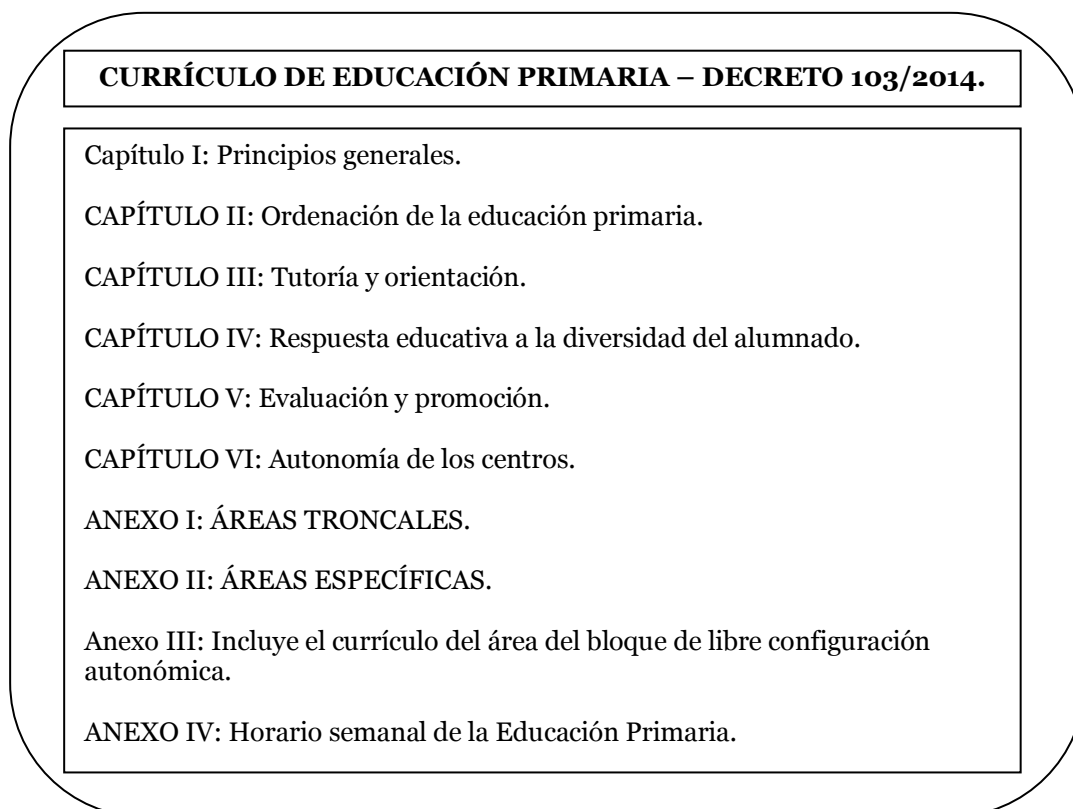 CURRÍCULO DE EDUCACIÓN PRIMARIA – DECRETO 103/2014.
Capítulo I: Principios generales.
CAPÍTULO II: Ordenación de la educación primaria.
CAPÍTULO III: Tutoría y orientación.
CAPÍTULO IV: Respuesta educativa a la diversidad del alumnado.
CAPÍTULO V: Evaluación y promoción.
CAPÍTULO VI: Autonomía de los centros.
ANEXO I: ÁREAS TRONCALES.
ANEXO II: ÁREAS ESPECÍFICAS.
Anexo III: Incluye el currículo del área del bloque de libre configuración
autonómica.
ANEXO IV: Horario semanal de la Educación Primaria.